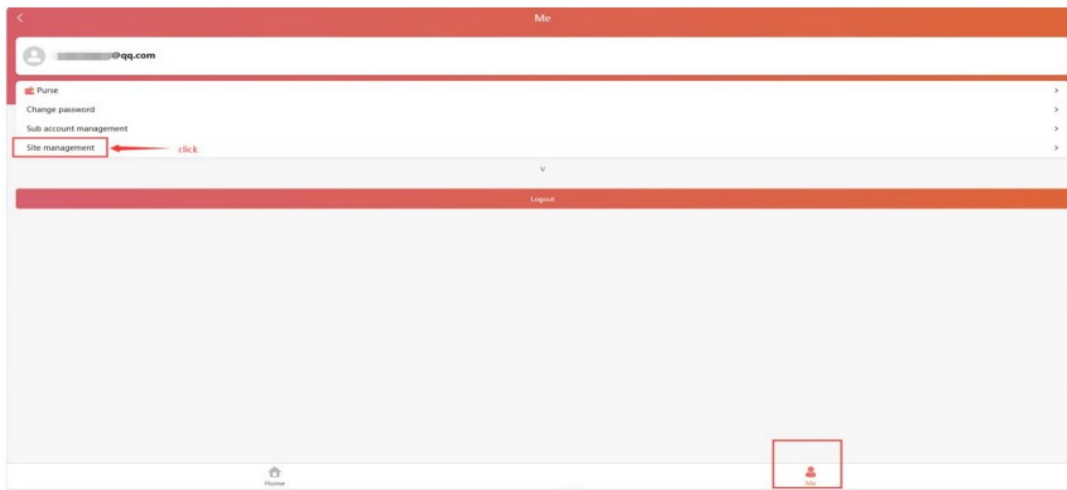 Me
@qq.com
Purse
Change password
Sub account management
Site management
click
Logout
Home
Me